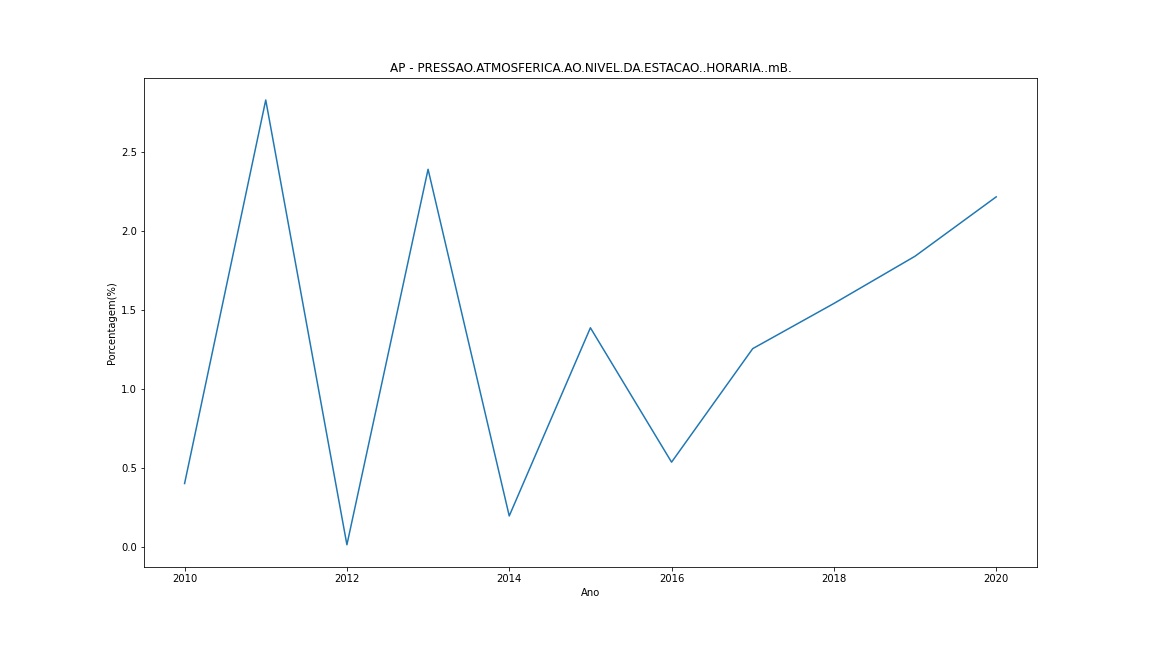 AP - PRESSAO.ATMOSFERICA.AO.NIVEL.DA.ESTACAO..HORARIA..mB.
2.5
2.0
1.5
1.0
0.5
0.0
Porcentagem(%)
2010 2012 2014 2016 2018 2020
Ano